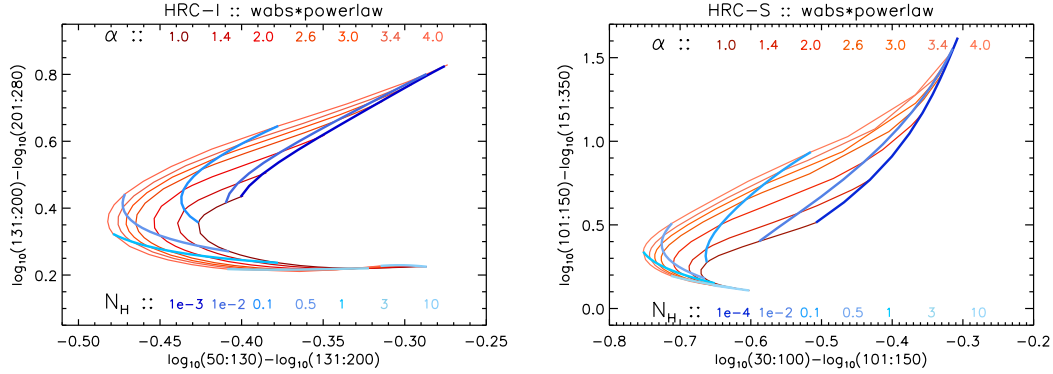 HRC-I :: wabs*powerlaw
α :: 1.0 1.4 2.0 2.6 3.0 3.4 4.0
0.8
0.6
0.4
0.2
log10(131:200)-log10(201:280)
N_H :: 1e-3 1e-2 0.1 0.5 1 3 10
-0.50 -0.45 -0.40 -0.35 -0.30 -0.25
log10(50:130)-log10(131:200)
HRC-S :: wabs*powerlaw
α :: 1.0 1.4 2.0 2.6 3.0 3.4 4.0
1.5
1.0
0.5
0.0
log10(101:150)-log10(151:350)
N_H :: 1e-4 1e-2 0.1 0.5 1 3 10
-0.8 -0.7 -0.6 -0.5 -0.4 -0.3 -0.2
log10(30:100)-log10(101:150)